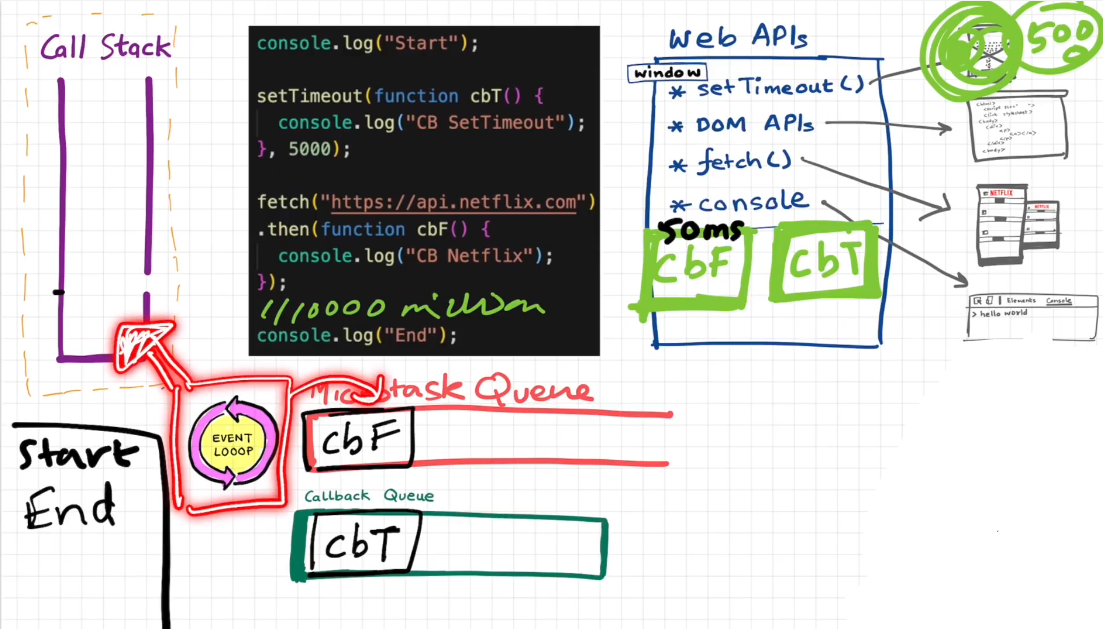 Call Stack
console.log("Start");
setTimeout(function cbT() {
console.log("CB SetTimeout");
}, 5000);
fetch("https://api.netflix.com")
.then(function cbF() {
console.log("CB Netflix");
});
10000 million
console.log("End");
Web APIs
window
* setTimeout()
* DOM APIs
* fetch()
* console
50ms
cbF
cbT
5000
NETFLIX
NETFLIX
Elements Console
> hello world
EVENT
LOOOP
Microtask Queue
cbF
Callback Queue
cbT
Start
End